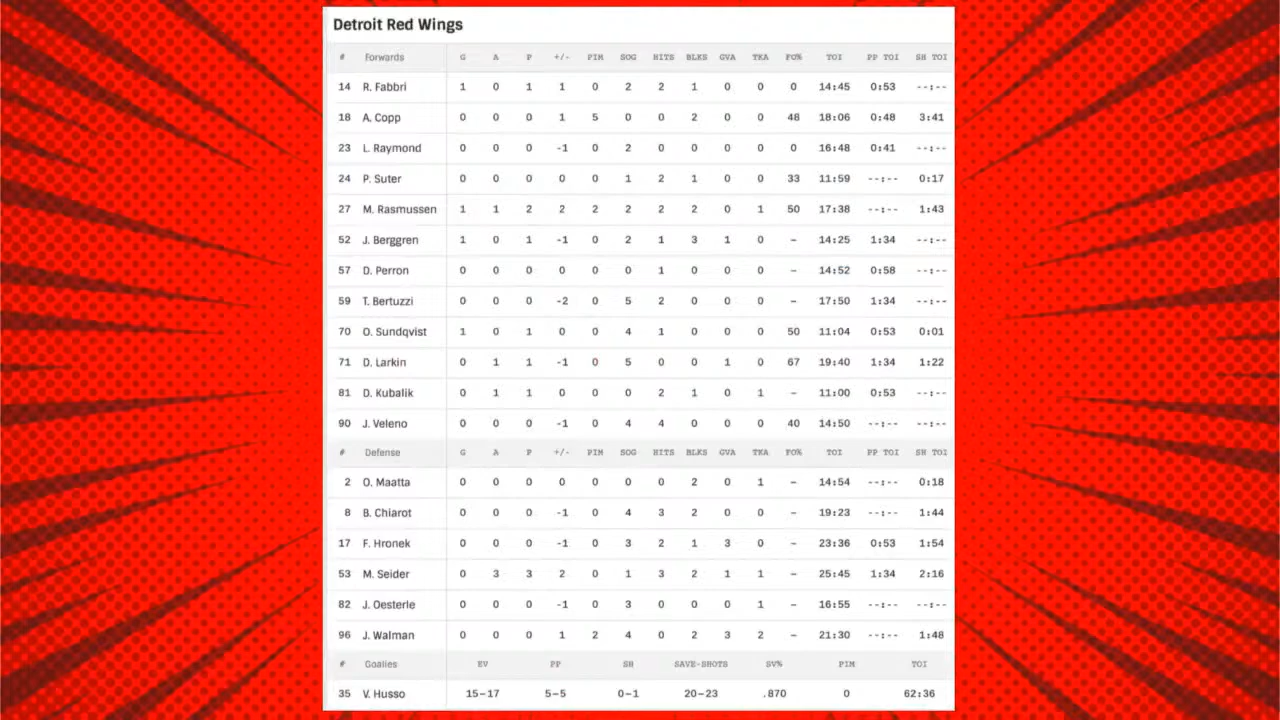 Detroit Red Wings
# Forwards G A P +/- PIM SOG HITS BLKS GVA TKA FO% TOI PP TOI SH TOI
14 R. Fabbri 1 0 1 1 0 2 2 1 0 0 0 14:45 0:53 --:--
18 A. Copp 0 0 0 1 5 0 0 2 0 0 48 18:06 0:48 3:41
23 L. Raymond 0 0 0 -1 0 2 0 0 0 0 0 16:48 0:41 --:--
24 P. Suter 0 0 0 0 0 1 2 1 0 0 33 11:59 --:-- 0:17
27 M. Rasmussen 1 1 2 2 2 2 2 2 0 1 50 17:38 --:-- 1:43
52 J. Berggren 1 0 1 -1 0 2 1 3 1 0 – 14:25 1:34 --:--
57 D. Perron 0 0 0 0 0 0 1 0 0 0 – 14:52 0:58 --:--
59 T. Bertuzzi 0 0 0 -2 0 5 2 0 0 0 – 17:50 1:34 --:--
70 O. Sundqvist 1 0 1 0 0 4 1 0 0 0 50 11:04 0:53 0:01
71 D. Larkin 0 1 1 -1 0 5 0 0 1 0 67 19:40 1:34 1:22
81 D. Kubalik 0 1 1 0 0 0 2 1 0 1 – 11:00 0:53 --:--
90 J. Veleno 0 0 0 -1 0 4 4 0 0 0 40 14:50 --:-- --:--
# Defense G A P +/- PIM SOG HITS BLKS GVA TKA FO% TOI PP TOI SH TOI
2 O. Maatta 0 0 0 0 0 0 0 2 0 1 – 14:54 --:-- 0:18
8 B. Chiarot 0 0 0 -1 0 4 3 2 0 0 – 19:23 --:-- 1:44
17 F. Hronek 0 0 0 -1 0 3 2 1 3 0 – 23:36 0:53 1:54
53 M. Seider 0 3 3 2 0 1 3 2 1 1 – 25:45 1:34 2:16
82 J. Oesterle 0 0 0 -1 0 3 0 0 0 1 – 16:55 --:-- --:--
96 J. Walman 0 0 0 1 2 4 0 2 3 2 – 21:30 --:-- 1:48
# Goalies EV PP SH SAVE-SHOTS SV% PIM TOI
35 V. Husso 15–17 5–5 0–1 20–23 .870 0 62:36